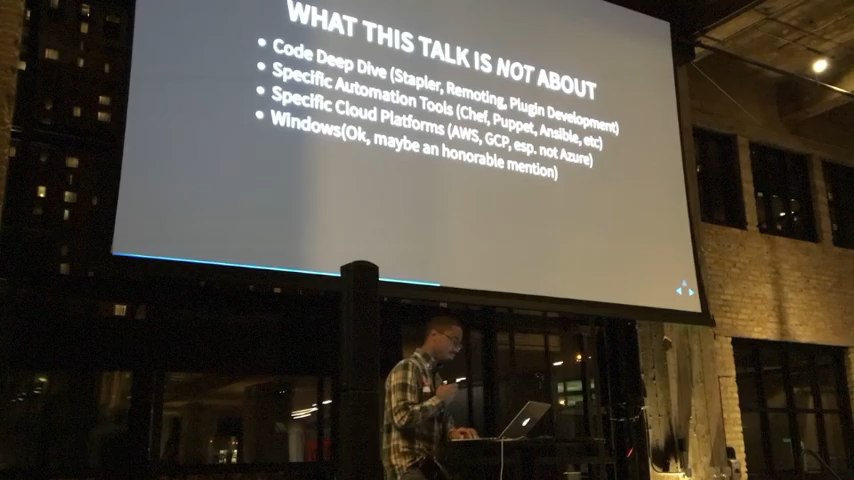 WHAT THIS TALK IS NOT ABOUT
• Code Deep Dive (Stapler, Remoting, Plugin Development)
• Specific Automation Tools (Chef, Puppet, Ansible, etc)
• Specific Cloud Platforms (AWS, GCP, esp. not Azure)
• Windows(Ok, maybe an honorable mention)